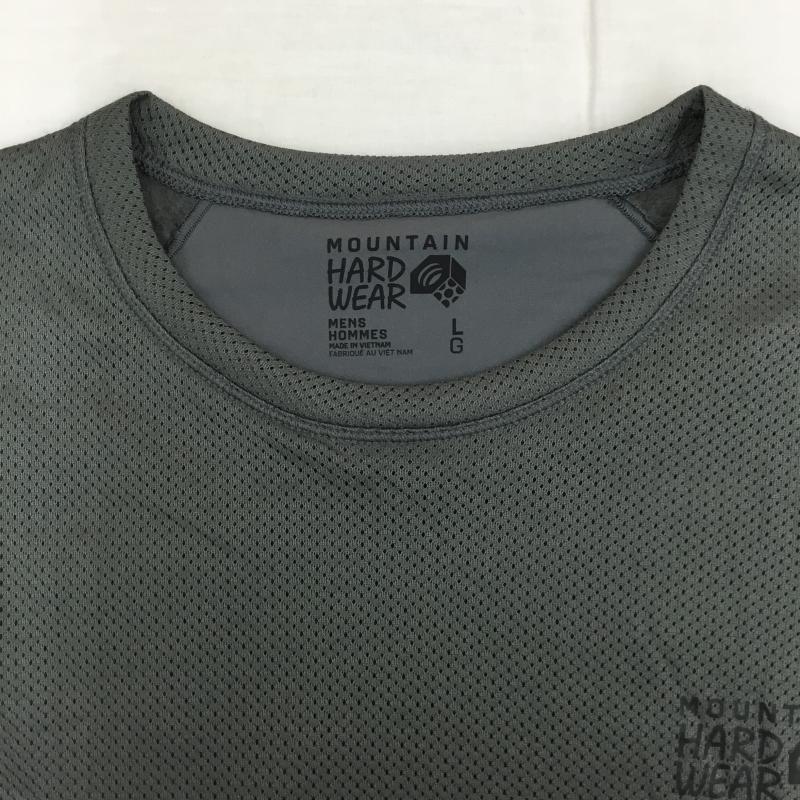 MOUNTAIN
HARD
WEAR
MENS
HOMMES
MADE IN VIETNAM
FABRIQUÉ AU VIÊT NAM
L
G
MOUNT
HARD
WEAR